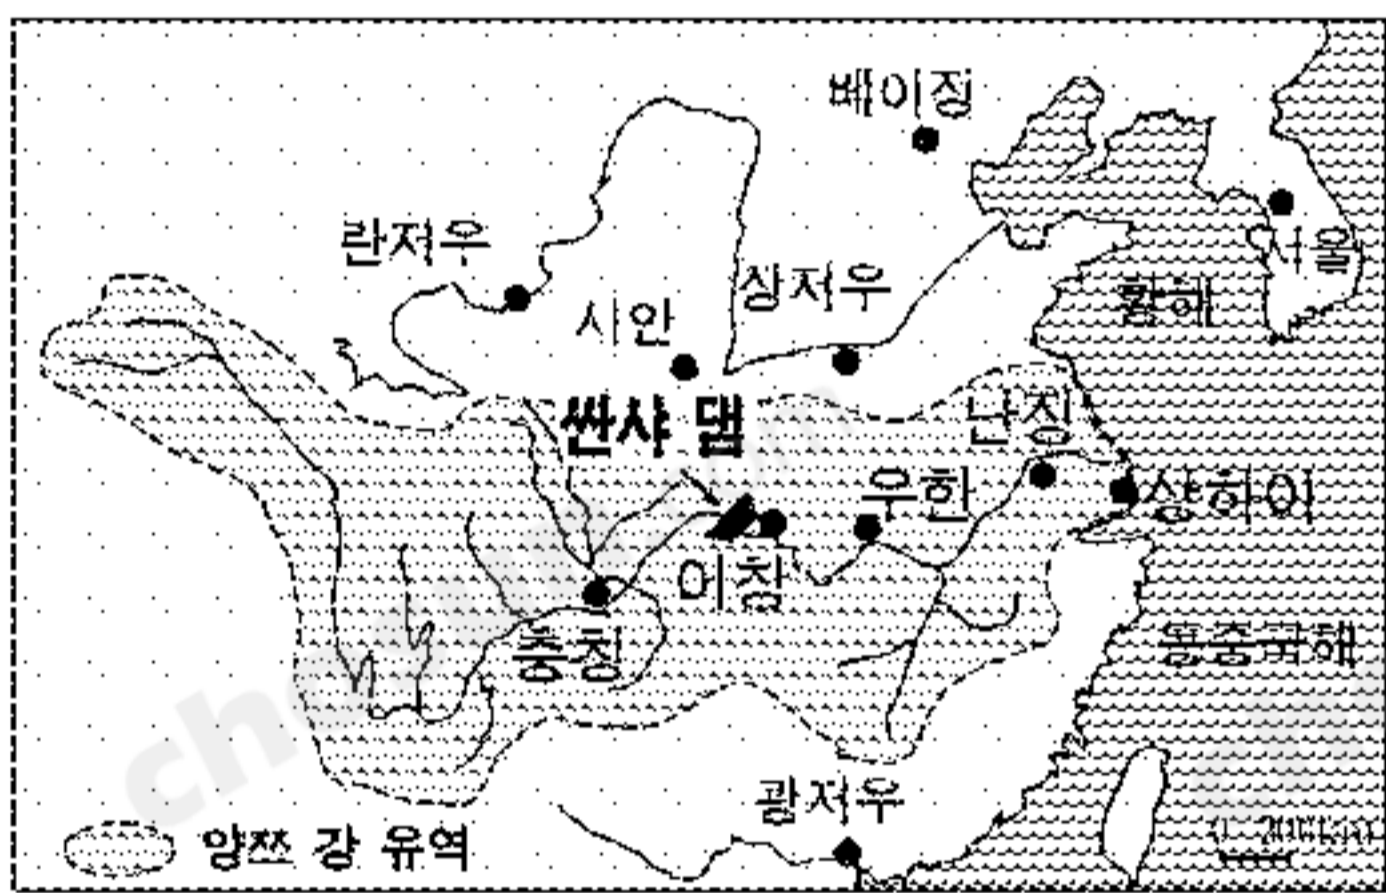 베이징
란저우
서울
상저우
시안
황해
싼샤 댐
난징
우한
상하이
이창
충칭
동중국해
광저우
양쯔 강 유역
chosun.com